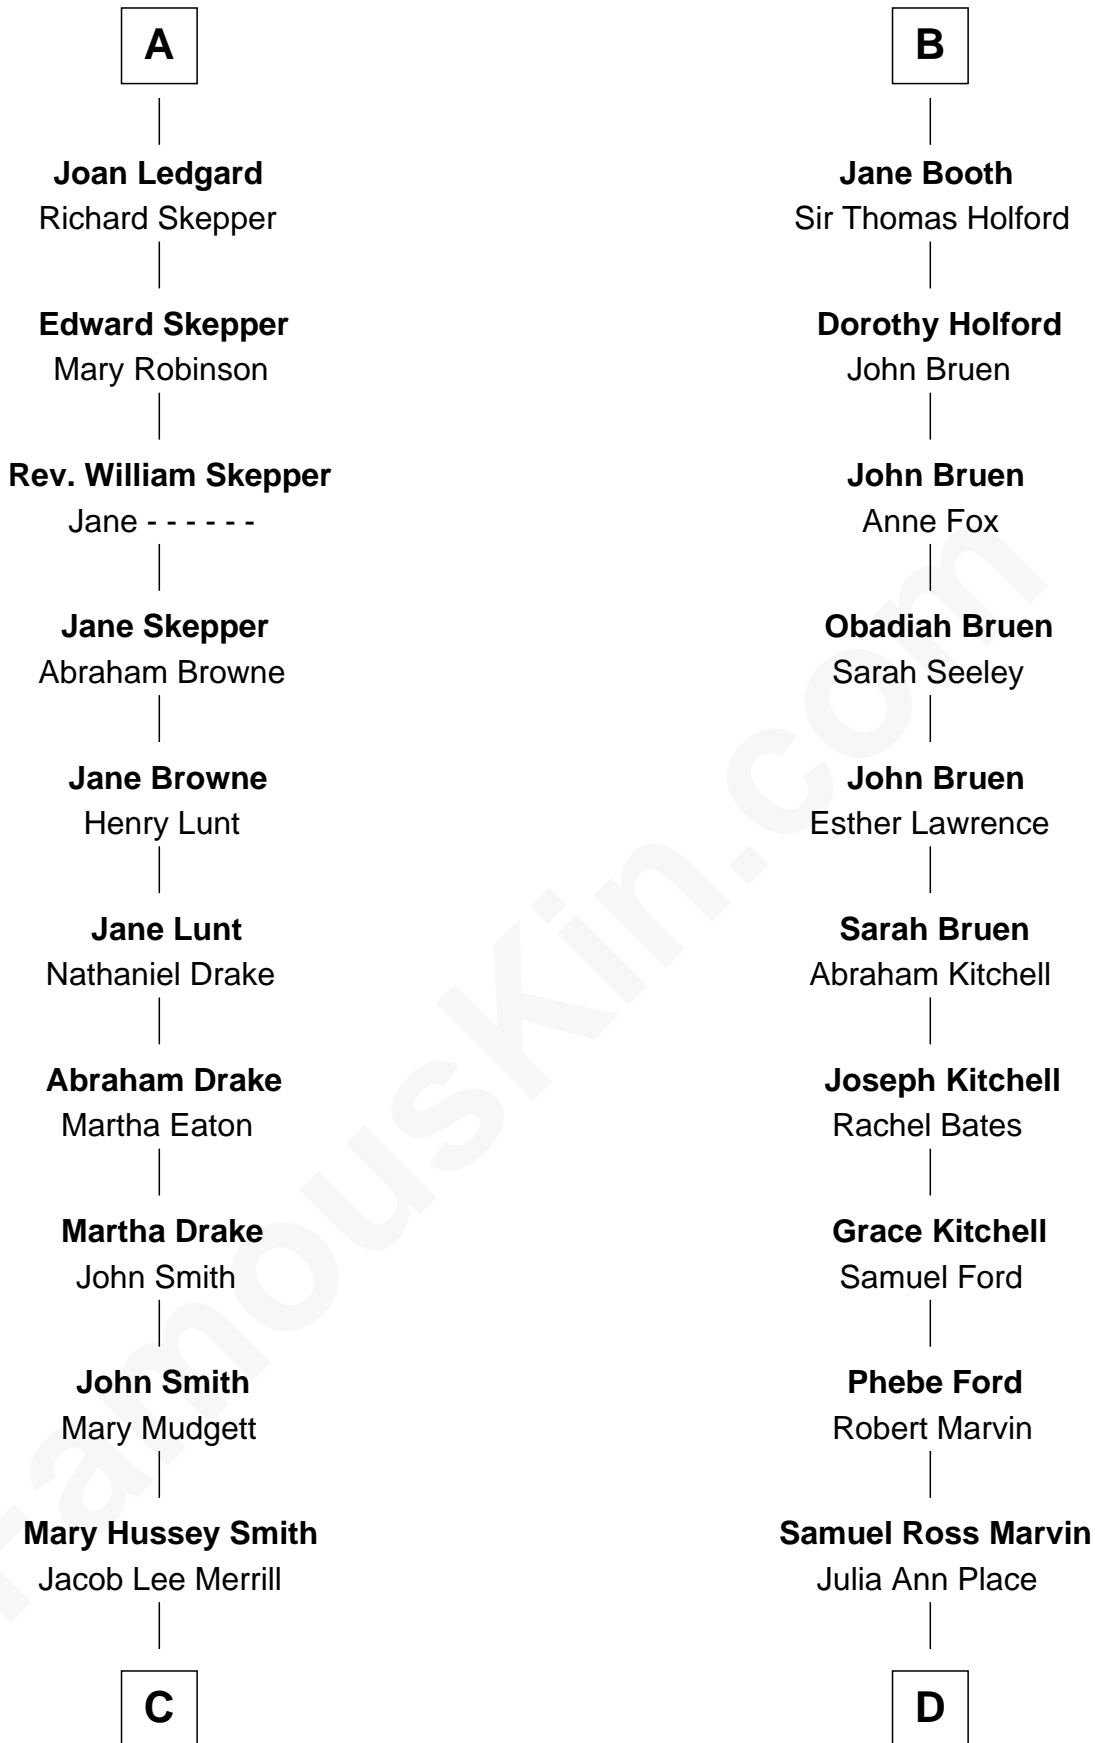 A
Joan Ledgard
Richard Skepper
Edward Skepper
Mary Robinson
Rev. William Skepper
Jane - - - - - -
Jane Skepper
Abraham Browne
Jane Browne
Henry Lunt
Jane Lunt
Nathaniel Drake
Abraham Drake
Martha Eaton
Martha Drake
John Smith
John Smith
Mary Mudgett
Mary Hussey Smith
Jacob Lee Merrill
C
B
Jane Booth
Sir Thomas Holford
Dorothy Holford
John Bruen
John Bruen
Anne Fox
Obadiah Bruen
Sarah Seeley
John Bruen
Esther Lawrence
Sarah Bruen
Abraham Kitchell
Joseph Kitchell
Rachel Bates
Grace Kitchell
Samuel Ford
Phebe Ford
Robert Marvin
Samuel Ross Marvin
Julia Ann Place
D
FamousKin.com